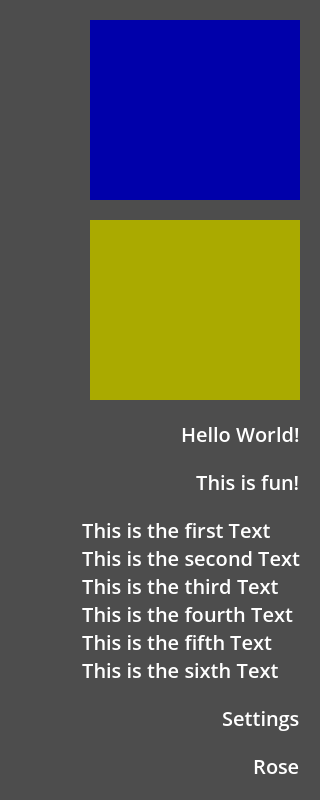 Hello World!
This is fun!
This is the first Text
This is the second Text
This is the third Text
This is the fourth Text
This is the fifth Text
This is the sixth Text
Settings
Rose